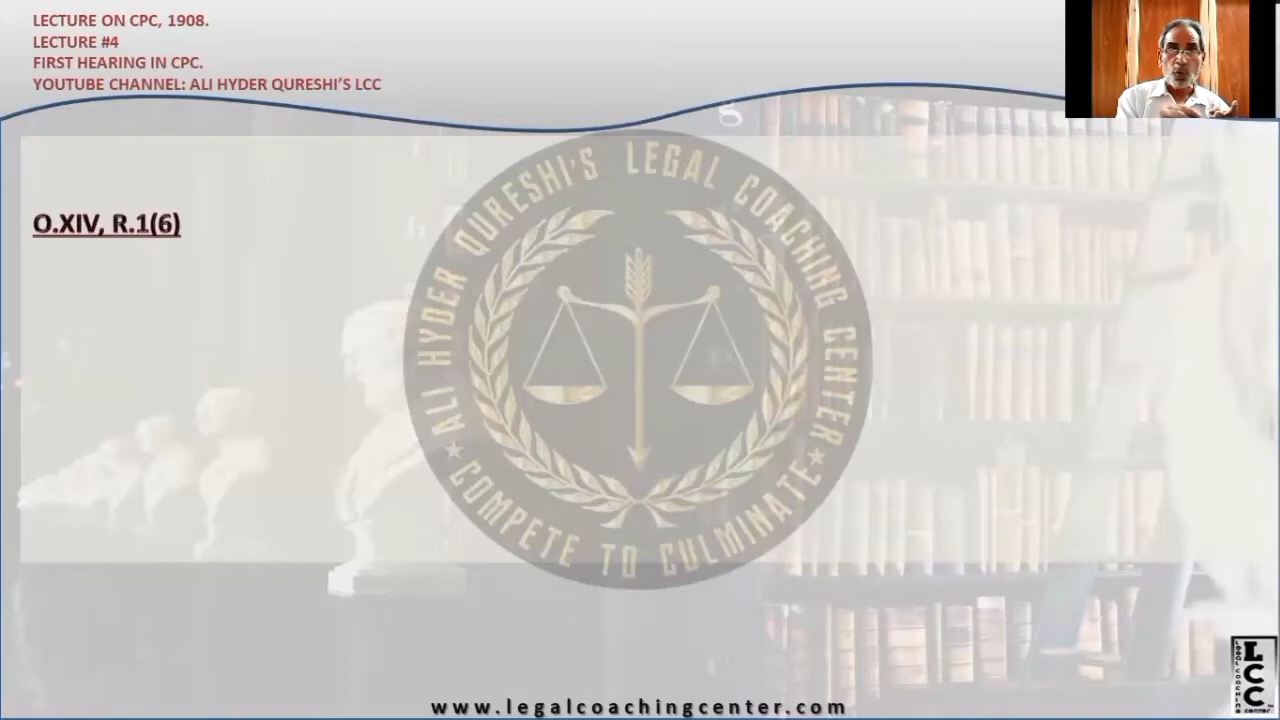 LECTURE ON CPC, 1908.
LECTURE #4
FIRST HEARING IN CPC.
YOUTUBE CHANNEL: ALI HYDER QURESHI’S LCC
O.XIV, R.1(6)
ALI HYDER QURESHI'S LEGAL COACHING CENTER
COMPETE TO CULMINATE
LCC
www.legalcoachingcenter.com